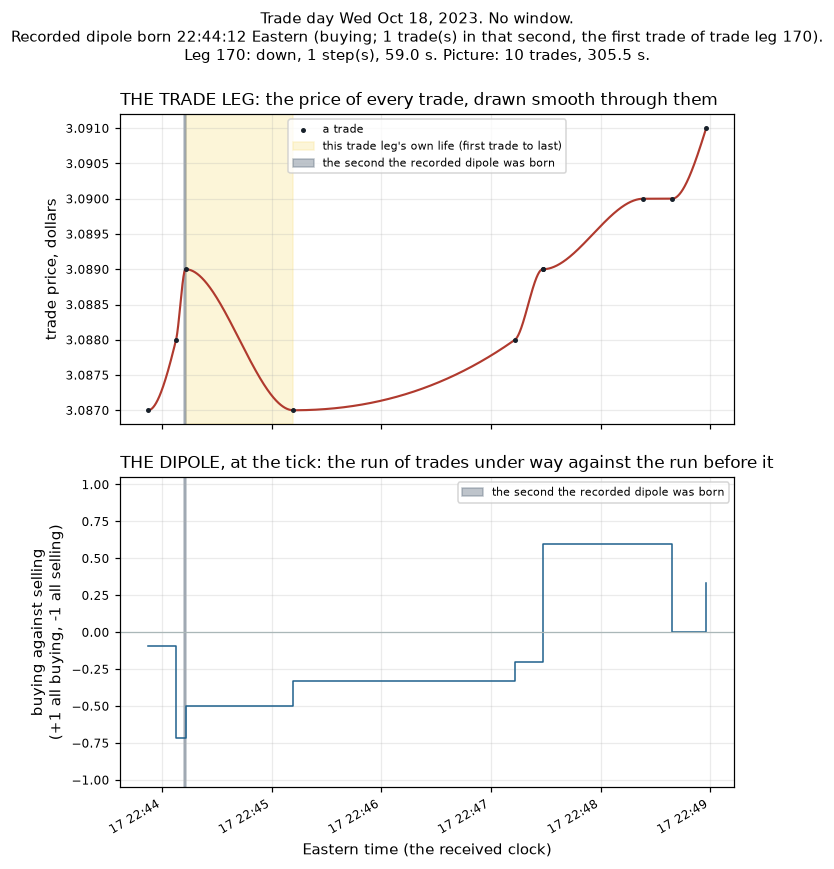 Trade day Wed Oct 18, 2023. No window.
Recorded dipole born 22:44:12 Eastern (buying; 1 trade(s) in that second, the first trade of trade leg 170).
Leg 170: down, 1 step(s), 59.0 s. Picture: 10 trades, 305.5 s.
THE TRADE LEG: the price of every trade, drawn smooth through them
a trade
this trade leg's own life (first trade to last)
the second the recorded dipole was born
3.0910
3.0905
3.0900
3.0895
3.0890
3.0885
3.0880
3.0875
3.0870
trade price, dollars
THE DIPOLE, at the tick: the run of trades under way against the run before it
the second the recorded dipole was born
1.00
0.75
0.50
0.25
0.00
−0.25
−0.50
−0.75
−1.00
buying against selling
(+1 all buying, -1 all selling)
17 22:44
17 22:45
17 22:46
17 22:47
17 22:48
17 22:49
Eastern time (the received clock)